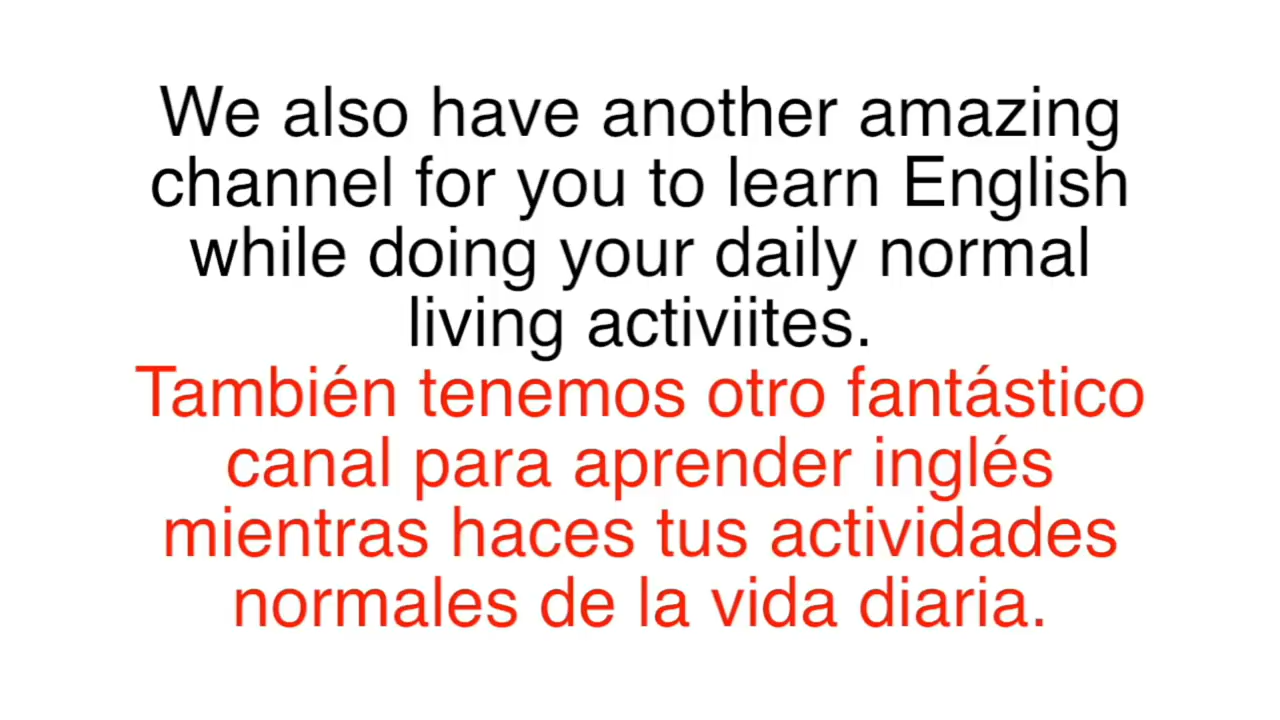 We also have another amazing
channel for you to learn English
while doing your daily normal
living activiites.
También tenemos otro fantástico
canal para aprender inglés
mientras haces tus actividades
normales de la vida diaria.